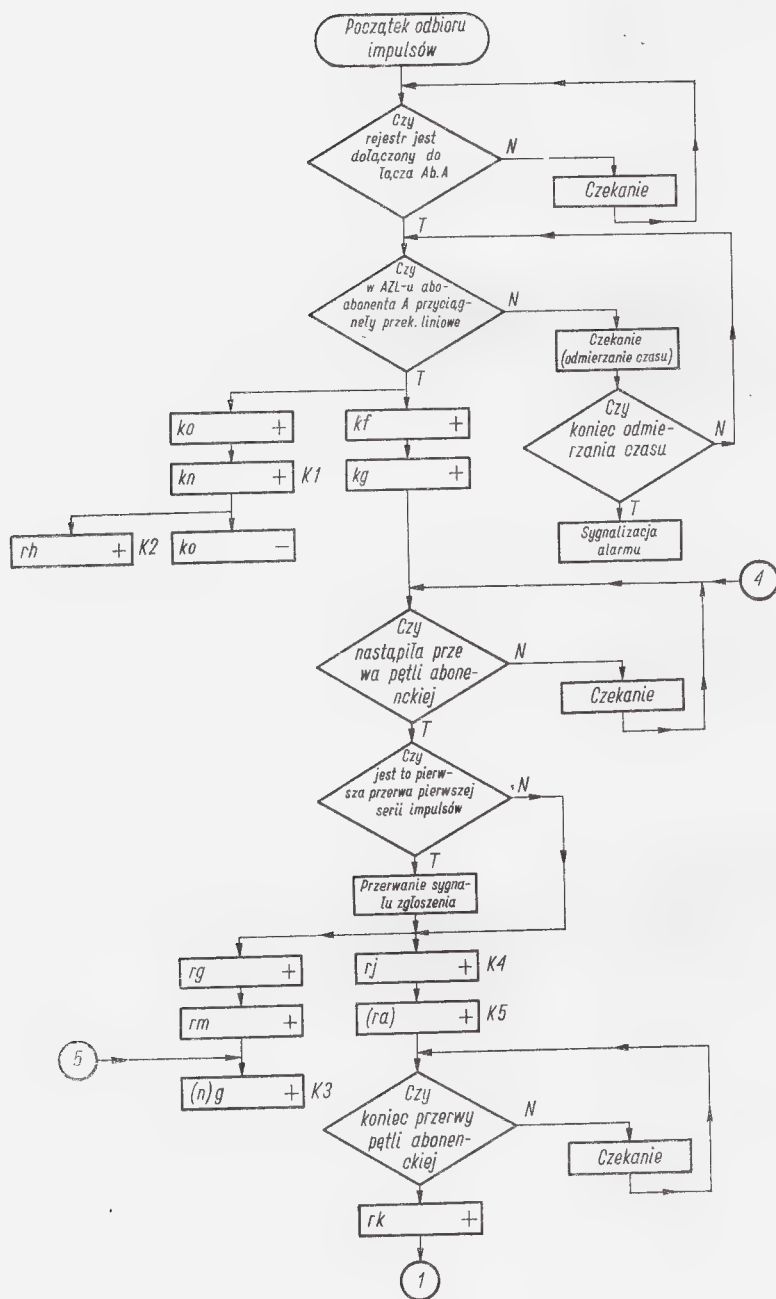 Początek odbioru
impulsów
Czy
rejestr jest
dołączony do
łącza Ab.A
N
Czekanie
T
Czy
w AZL-u abo-
abonenta A przyciąg-
nęły przek. liniowe
N
Czekanie
(odmierzanie czasu)
T
Czy
koniec odmie-
rzania czasu
N
T
Sygnalizacja
alarmu
ko +
kf +
kn + K1
kg +
rh + K2
ko −
4
Czy
nastąpiła prze
wa pętli abone-
nckiej
N
Czekanie
T
Czy
jest to pierw-
sza przerwa pierwszej
serii impulsów
N
T
Przerwanie sygna-
łu zgłoszenia
rg +
rj + K4
rm +
(ra) + K5
5
(n)g + K3
Czy
koniec przerwy
pętli abonen-
ckiej
N
Czekanie
rk +
1